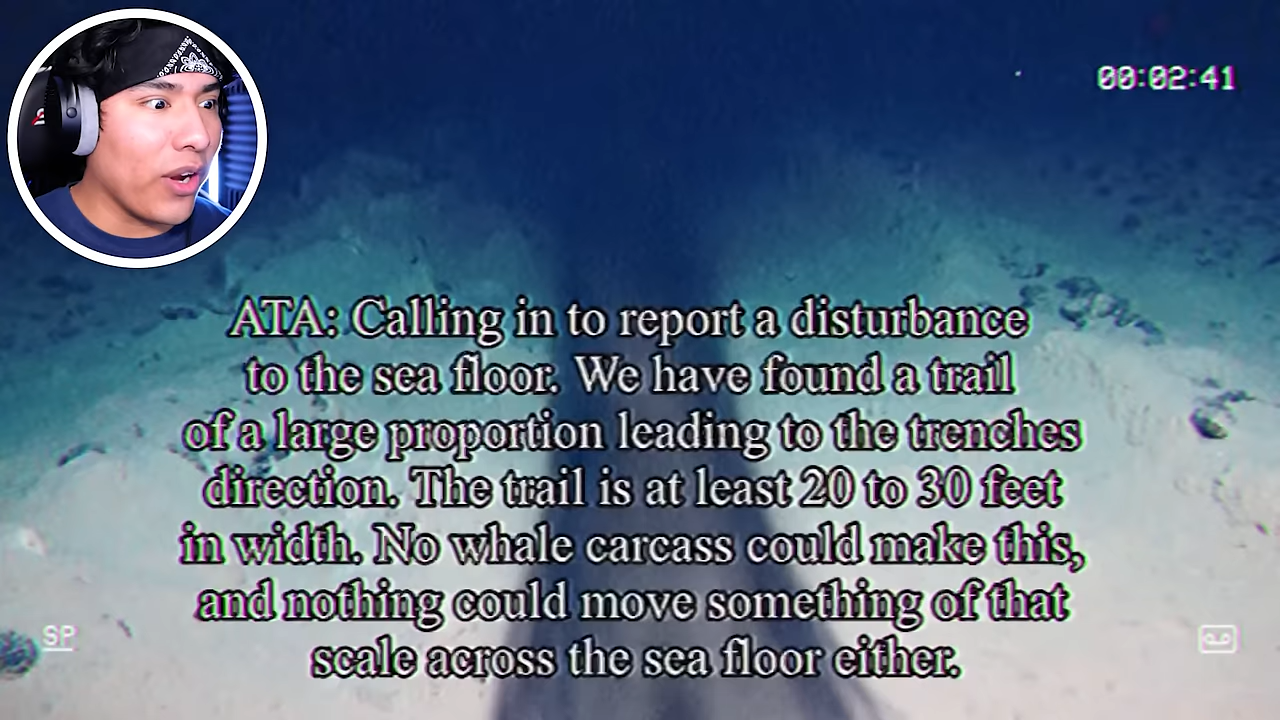 00:02:41
ATA: Calling in to report a disturbance
to the sea floor. We have found a trail
of a large proportion leading to the trenches
direction. The trail is at least 20 to 30 feet
in width. No whale carcass could make this,
and nothing could move something of that
scale across the sea floor either.
SP